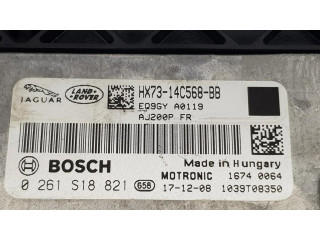 JAGUAR
LAND ROVER
HX73-14C568-BB
EQ9GY A0119
AJ200P FR
BOSCH
Made in Hungary
MOTRONIC 1674 0064
0 261 S18 821 658 17-12-08 1039T08350